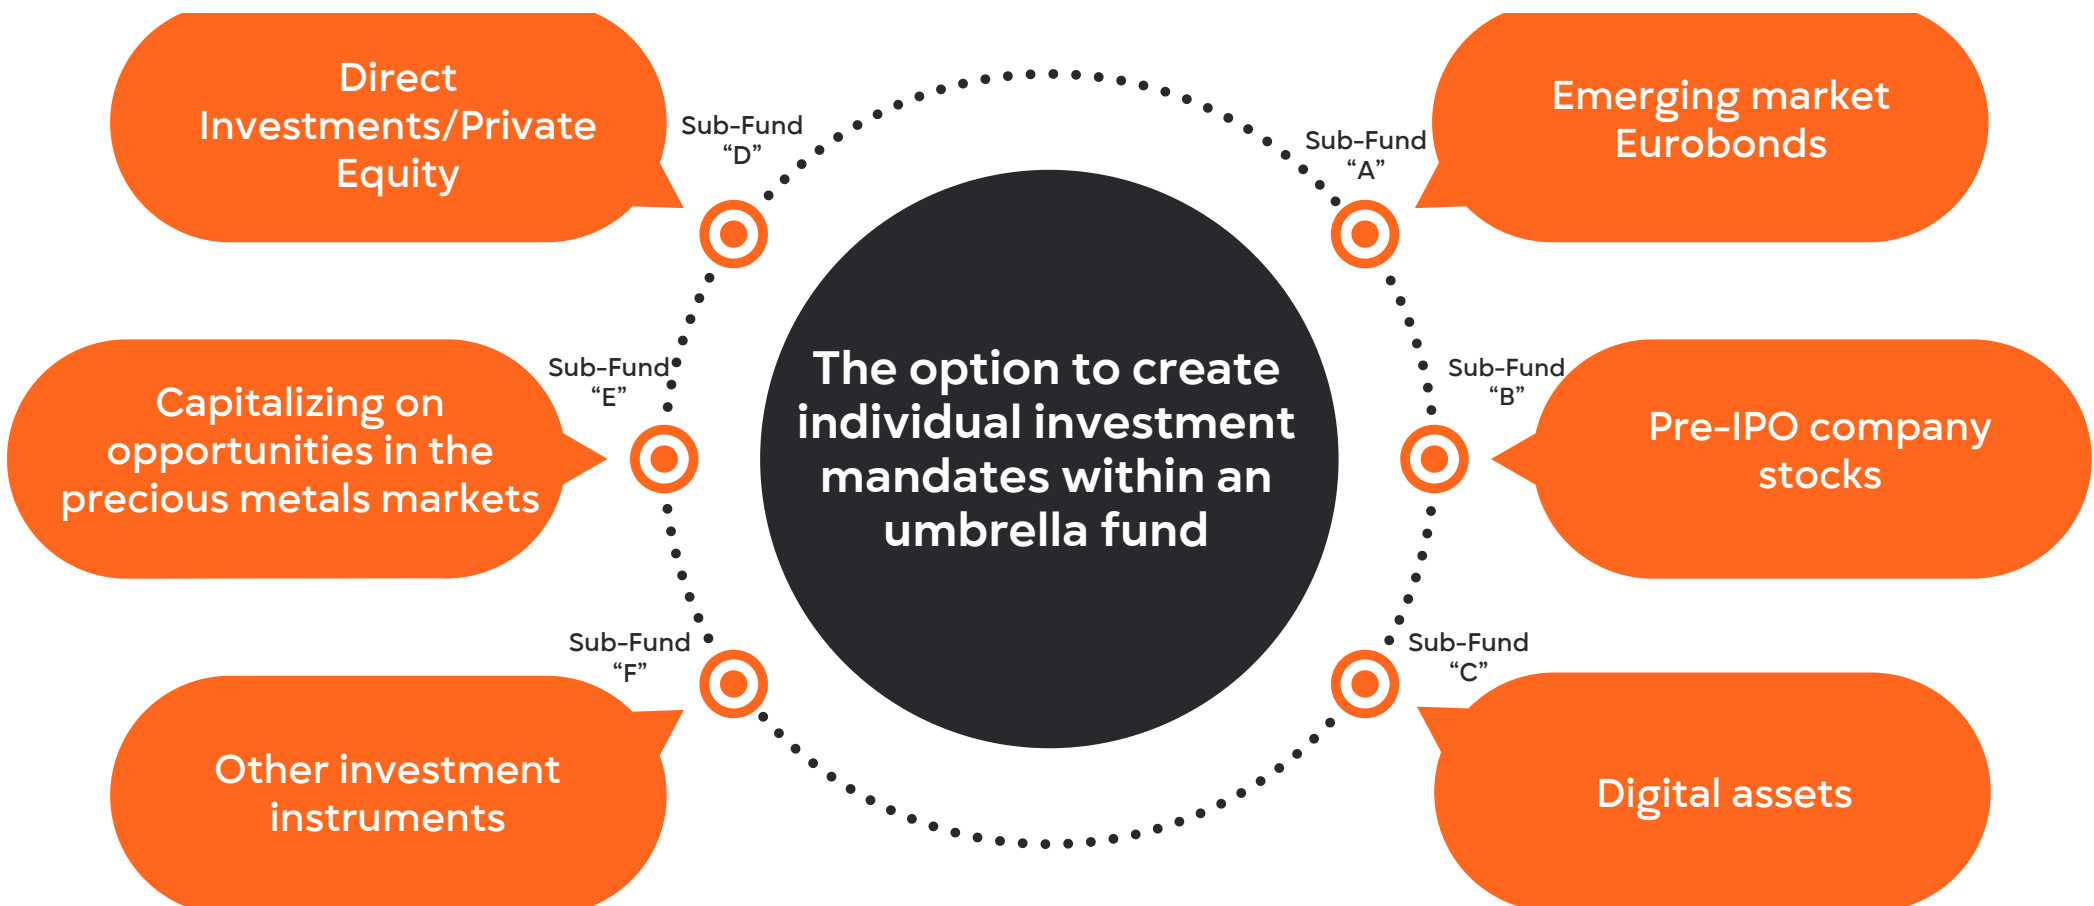 Direct
Investments/Private
Equity
Sub-Fund
“D”
Sub-Fund
“A”
Emerging market
Eurobonds
Capitalizing on
opportunities in the
precious metals markets
Sub-Fund
“E”
The option to create
individual investment
mandates within an
umbrella fund
Sub-Fund
“B”
Pre-IPO company
stocks
Other investment
instruments
Sub-Fund
“F”
Sub-Fund
“C”
Digital assets